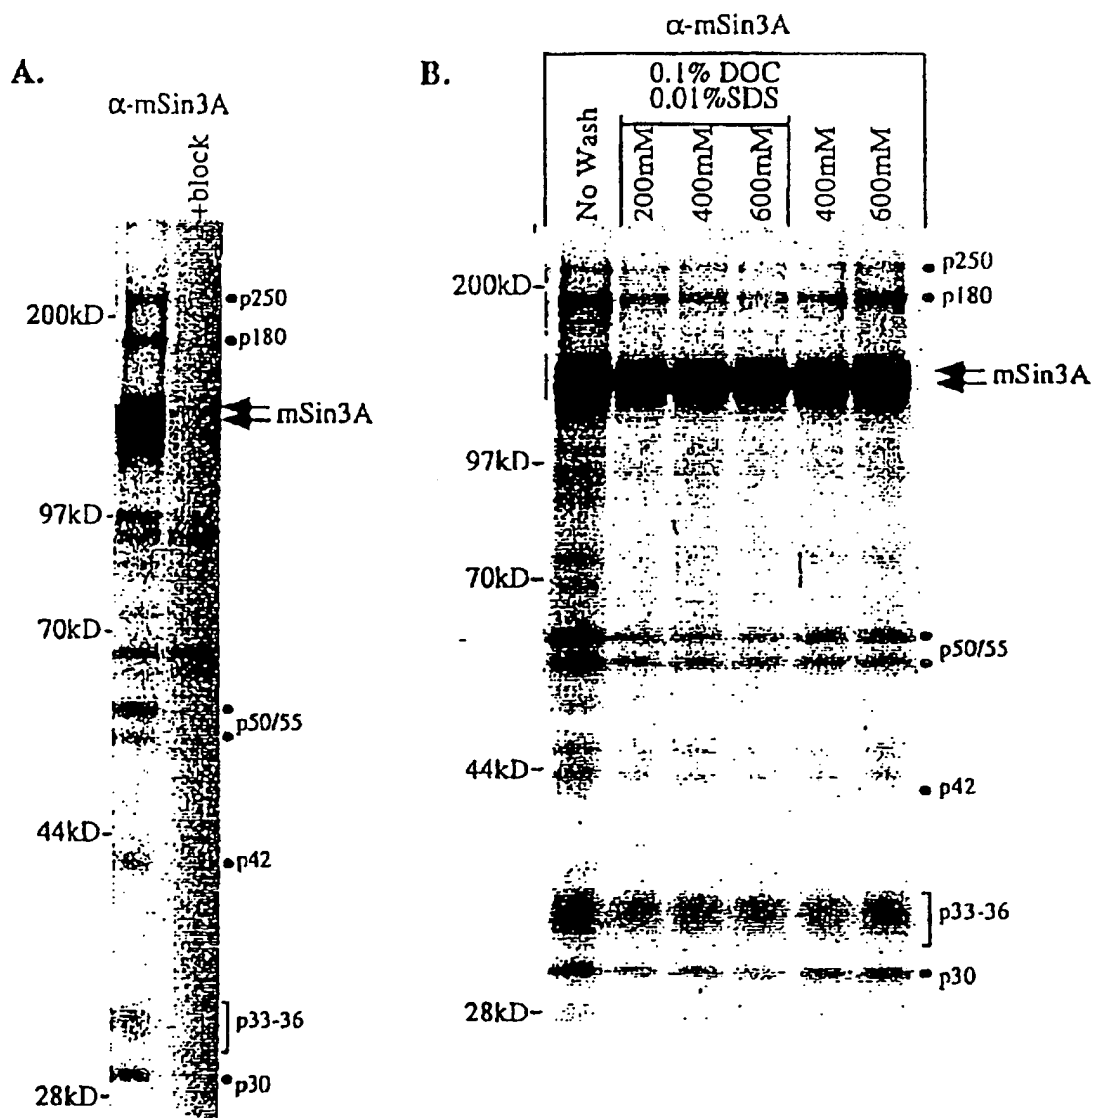 A.
α-mSin3A
+block
200kD-
97kD-
70kD-
44kD-
28kD-
p250
p180
mSin3A
p50/55
p42
p33-36
p30
B.
α-mSin3A
0.1% DOC
0.01%SDS
No Wash
200mM
400mM
600mM
400mM
600mM
200kD-
97kD-
70kD-
44kD-
28kD-
p250
p180
mSin3A
p50/55
p42
p33-36
p30